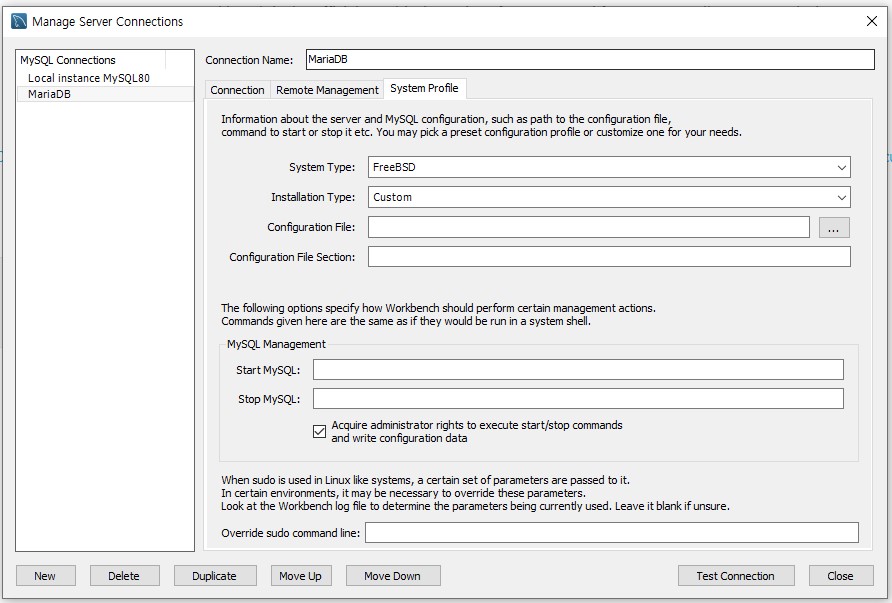 Manage Server Connections
MySQL Connections
Local instance MySQL80
MariaDB
Connection Name: MariaDB
Connection Remote Management System Profile
Information about the server and MySQL configuration, such as path to the configuration file,
command to start or stop it etc. You may pick a preset configuration profile or customize one for your needs.
System Type: FreeBSD
Installation Type: Custom
Configuration File: ...
Configuration File Section:
The following options specify how Workbench should perform certain management actions.
Commands given here are the same as if they would be run in a system shell.
MySQL Management
Start MySQL:
Stop MySQL:
Acquire administrator rights to execute start/stop commands
and write configuration data
When sudo is used in Linux like systems, a certain set of parameters are passed to it.
In certain environments, it may be necessary to override these parameters.
Look at the Workbench log file to determine the parameters being currently used. Leave it blank if unsure.
Override sudo command line:
New Delete Duplicate Move Up Move Down Test Connection Close